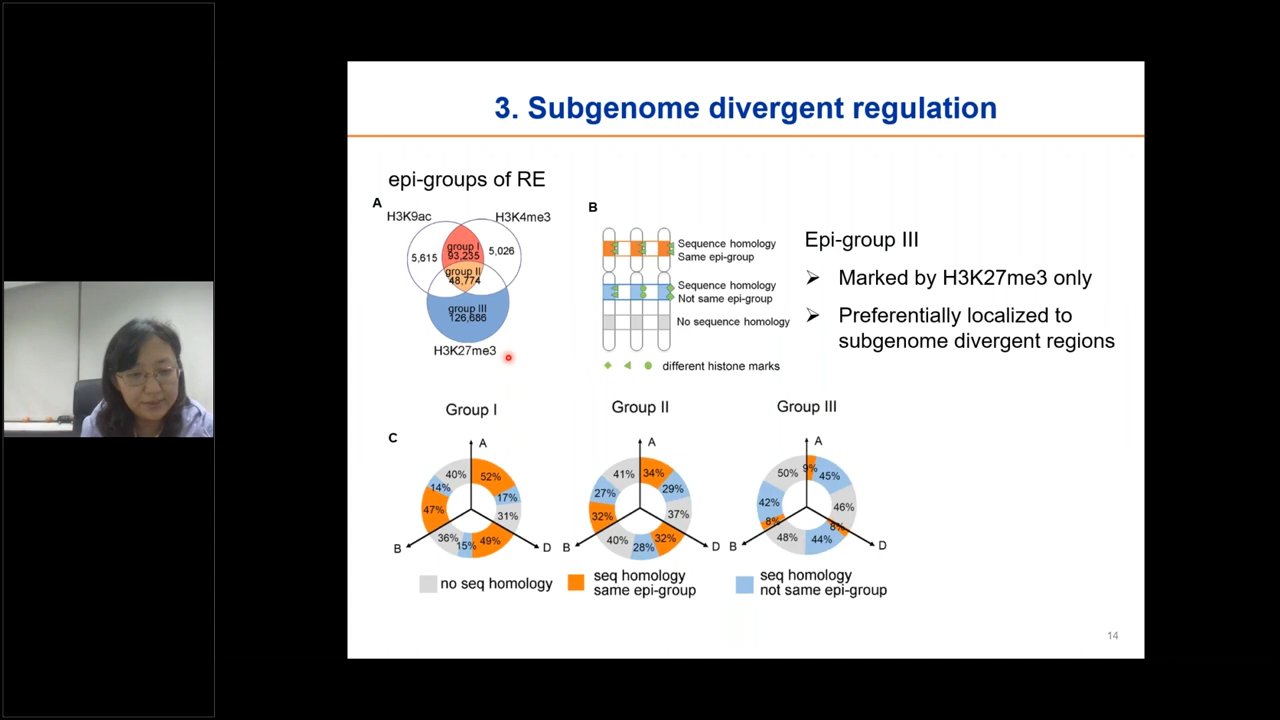 3. Subgenome divergent regulation
epi-groups of RE
A
H3K9ac
H3K4me3
group I
93,235
5,615
5,026
group II
48,774
group III
126,686
H3K27me3
B
Sequence homology
Same epi-group
Sequence homology
Not same epi-group
No sequence homology
different histone marks
Epi-group III
Marked by H3K27me3 only
Preferentially localized to
subgenome divergent regions
C
Group I
A
40%
52%
14%
17%
47%
31%
36%
15%
49%
B
D
Group II
A
41%
34%
27%
29%
32%
37%
40%
28%
32%
B
D
Group III
A
50%
9%
45%
42%
46%
8%
8%
48%
44%
B
D
no seq homology
seq homology
same epi-group
seq homology
not same epi-group
14